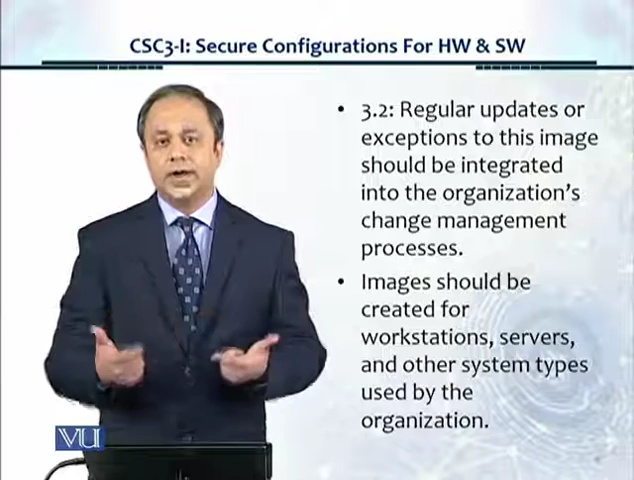 CSC3-I: Secure Configurations For HW & SW
• 3.2: Regular updates or
exceptions to this image
should be integrated
into the organization's
change management
processes.
• Images should be
created for
workstations, servers,
and other system types
used by the
organization.
VU